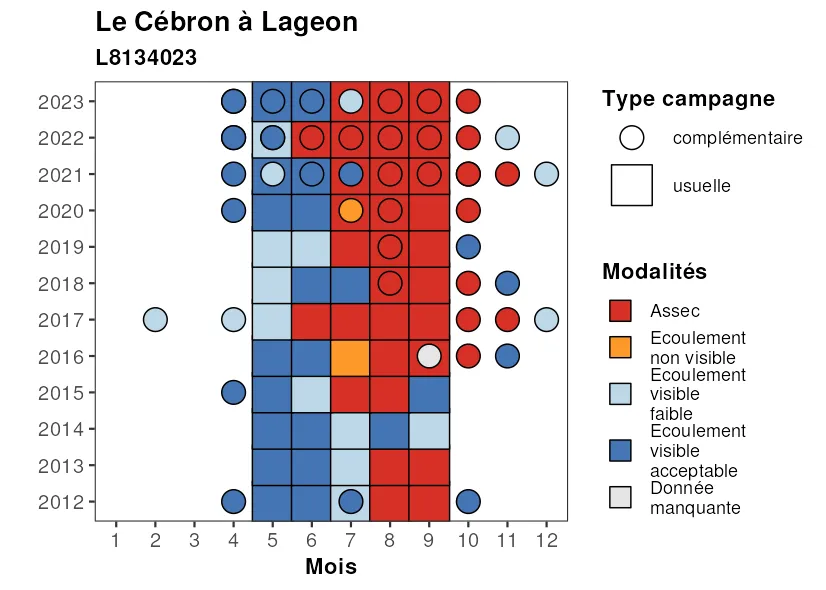 Le Cébron à Lageon
L8134023
2023
2022
2021
2020
2019
2018
2017
2016
2015
2014
2013
2012
1 2 3 4 5 6 7 8 9 10 11 12
Mois
Type campagne
complémentaire
usuelle
Modalités
Assec
Ecoulement
non visible
Ecoulement
visible
faible
Ecoulement
visible
acceptable
Donnée
manquante